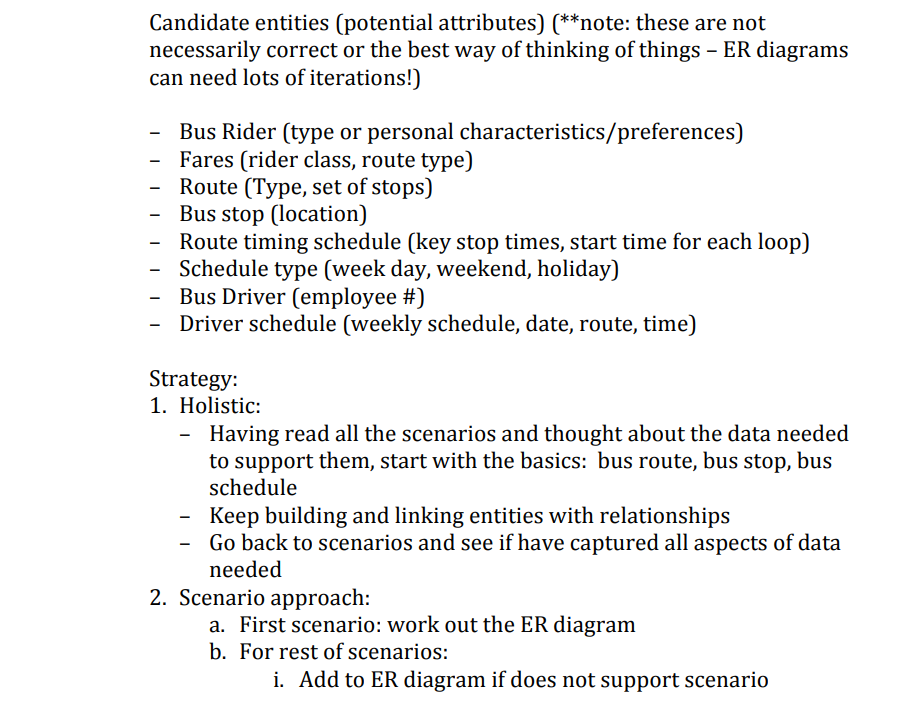 Candidate entities (potential attributes) (**note: these are not
necessarily correct or the best way of thinking of things – ER diagrams
can need lots of iterations!)
– Bus Rider (type or personal characteristics/preferences)
– Fares (rider class, route type)
– Route (Type, set of stops)
– Bus stop (location)
– Route timing schedule (key stop times, start time for each loop)
– Schedule type (week day, weekend, holiday)
– Bus Driver (employee #)
– Driver schedule (weekly schedule, date, route, time)
Strategy:
1. Holistic:
– Having read all the scenarios and thought about the data needed
to support them, start with the basics: bus route, bus stop, bus
schedule
– Keep building and linking entities with relationships
– Go back to scenarios and see if have captured all aspects of data
needed
2. Scenario approach:
a. First scenario: work out the ER diagram
b. For rest of scenarios:
i. Add to ER diagram if does not support scenario